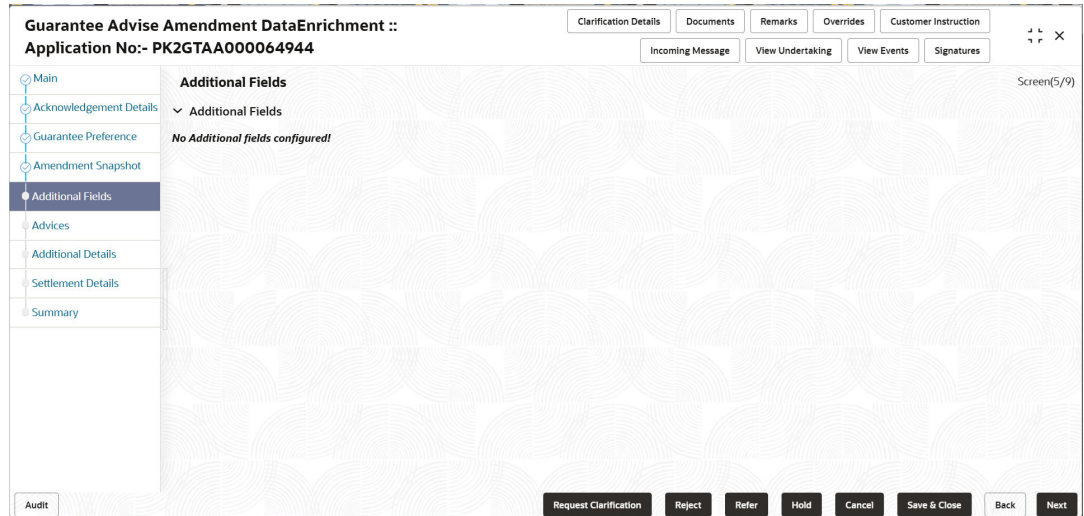 Guarantee Advise Amendment DataEnrichment ::
Application No:- PK2GTAA000064944
Clarification Details
Documents
Remarks
Overrides
Customer Instruction
Incoming Message
View Undertaking
View Events
Signatures
Main
Acknowledgement Details
Guarantee Preference
Amendment Snapshot
Additional Fields
Advices
Additional Details
Settlement Details
Summary
Additional Fields
Screen(5/9)
Additional Fields
No Additional fields configured!
Audit
Request Clarification
Reject
Refer
Hold
Cancel
Save & Close
Back
Next